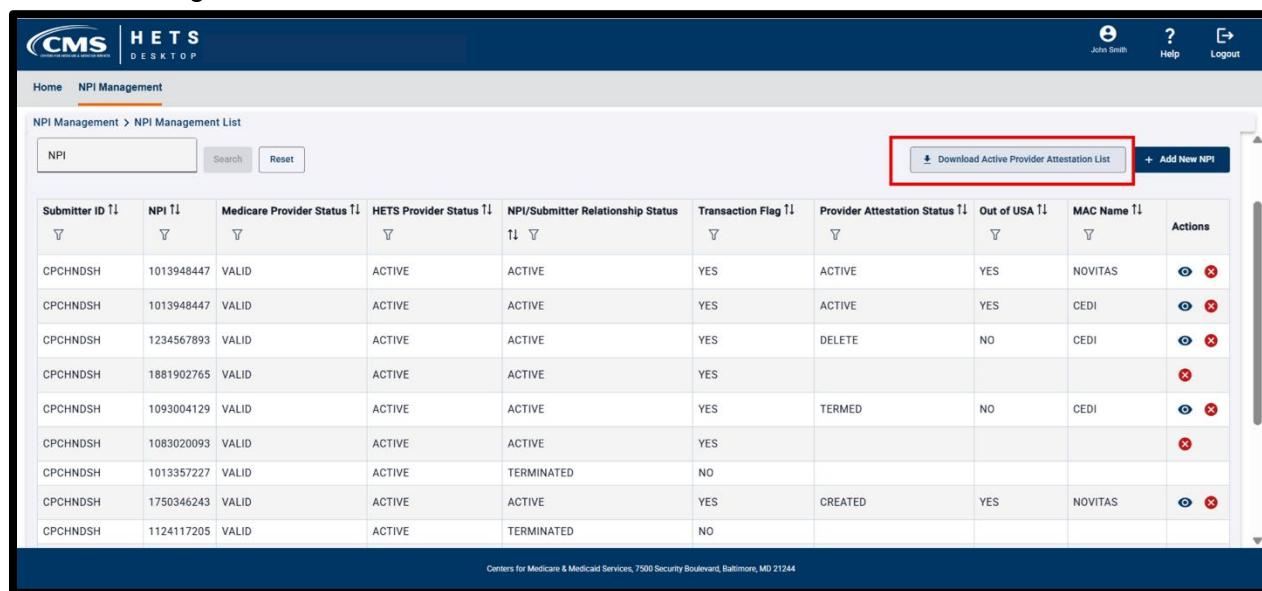 CMS
HETS
DESKTOP
John Smith
Help
Logout
Home NPI Management
NPI Management > NPI Management List
NPI Search Reset Download Active Provider Attestation List + Add New NPI
Submitter ID NPI Medicare Provider Status HETS Provider Status NPI/Submitter Relationship Status Transaction Flag Provider Attestation Status Out of USA MAC Name Actions
CPCHNDSH 1013948447 VALID ACTIVE ACTIVE YES ACTIVE YES NOVITAS
CPCHNDSH 1013948447 VALID ACTIVE ACTIVE YES ACTIVE YES CEDI
CPCHNDSH 1234567893 VALID ACTIVE ACTIVE YES DELETE NO CEDI
CPCHNDSH 1881902765 VALID ACTIVE ACTIVE YES
CPCHNDSH 1093004129 VALID ACTIVE ACTIVE YES TERMED NO CEDI
CPCHNDSH 1083020093 VALID ACTIVE ACTIVE YES
CPCHNDSH 1013357227 VALID ACTIVE TERMINATED NO
CPCHNDSH 1750346243 VALID ACTIVE ACTIVE YES CREATED YES NOVITAS
CPCHNDSH 1124117205 VALID ACTIVE TERMINATED NO
Centers for Medicare & Medicaid Services, 7500 Security Boulevard, Baltimore, MD 21244